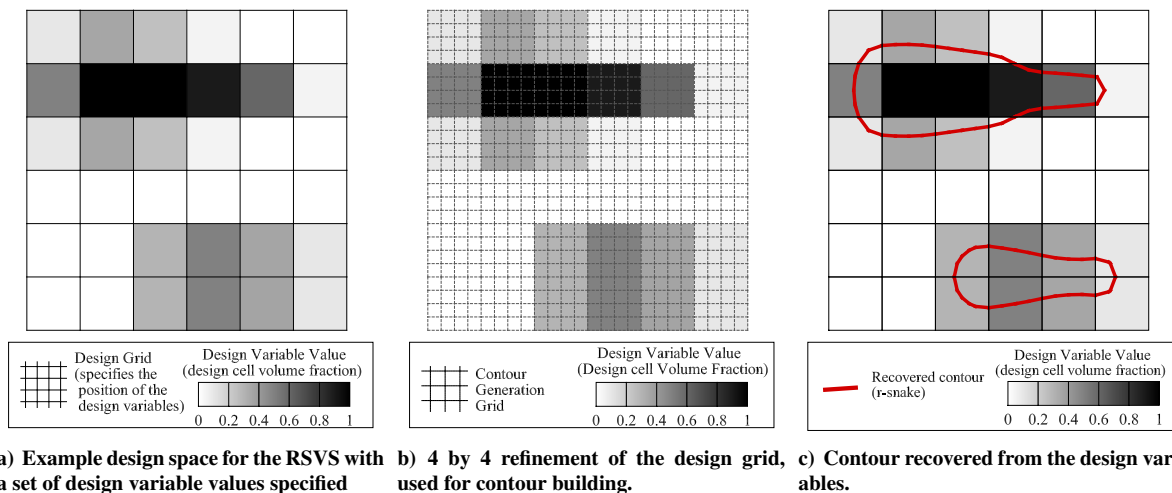 Design Grid
(specifies the
position of the
design variables)
Design Variable Value
(design cell volume fraction)
0 0.2 0.4 0.6 0.8 1
Contour
Generation
Grid
Design Variable Value
(Design cell Volume Fraction)
0 0.2 0.4 0.6 0.8 1
Recovered contour
(r-snake)
Design Variable Value
(design cell volume fraction)
0 0.2 0.4 0.6 0.8 1
a) Example design space for the RSVS with
a set of design variable values specified
b) 4 by 4 refinement of the design grid,
used for contour building.
c) Contour recovered from the design var
ables.